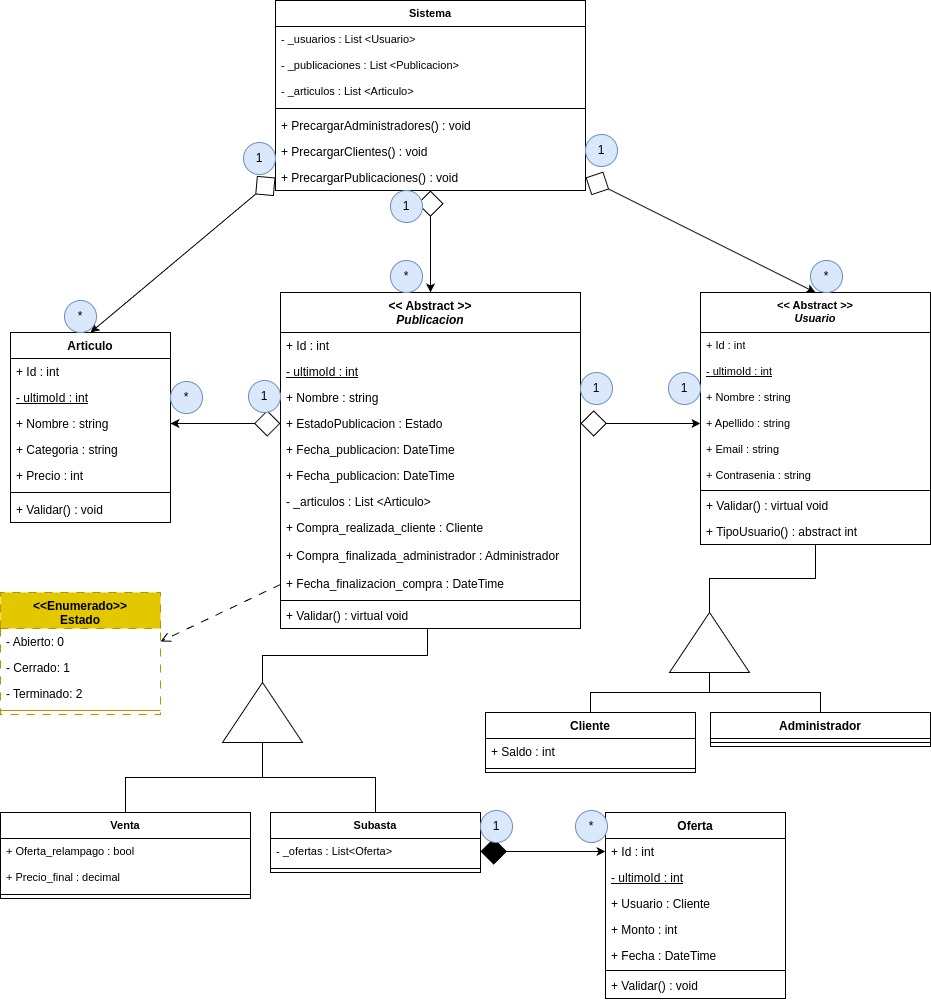 Sistema
- _usuarios : List <Usuario>
- _publicaciones : List <Publicacion>
- _articulos : List <Articulo>
+ PrecargarAdministradores() : void
+ PrecargarClientes() : void
+ PrecargarPublicaciones() : void
1
1
1
*
*
*
Articulo
+ Id : int
- ultimoId : int
+ Nombre : string
+ Categoria : string
+ Precio : int
+ Validar() : void
*
1
<< Abstract >>
Publicacion
+ Id : int
- ultimoId : int
+ Nombre : string
+ EstadoPublicacion : Estado
+ Fecha_publicacion: DateTime
+ Fecha_publicacion: DateTime
- _articulos : List <Articulo>
+ Compra_realizada_cliente : Cliente
+ Compra_finalizada_administrador : Administrador
+ Fecha_finalizacion_compra : DateTime
+ Validar() : virtual void
1
1
<< Abstract >>
Usuario
+ Id : int
- ultimoId : int
+ Nombre : string
+ Apellido : string
+ Email : string
+ Contrasenia : string
+ Validar() : virtual void
+ TipoUsuario() : abstract int
<<Enumerado>>
Estado
- Abierto: 0
- Cerrado: 1
- Terminado: 2
Cliente
+ Saldo : int
Administrador
Venta
+ Oferta_relampago : bool
+ Precio_final : decimal
Subasta
- _ofertas : List<Oferta>
1
*
Oferta
+ Id : int
- ultimoId : int
+ Usuario : Cliente
+ Monto : int
+ Fecha : DateTime
+ Validar() : void